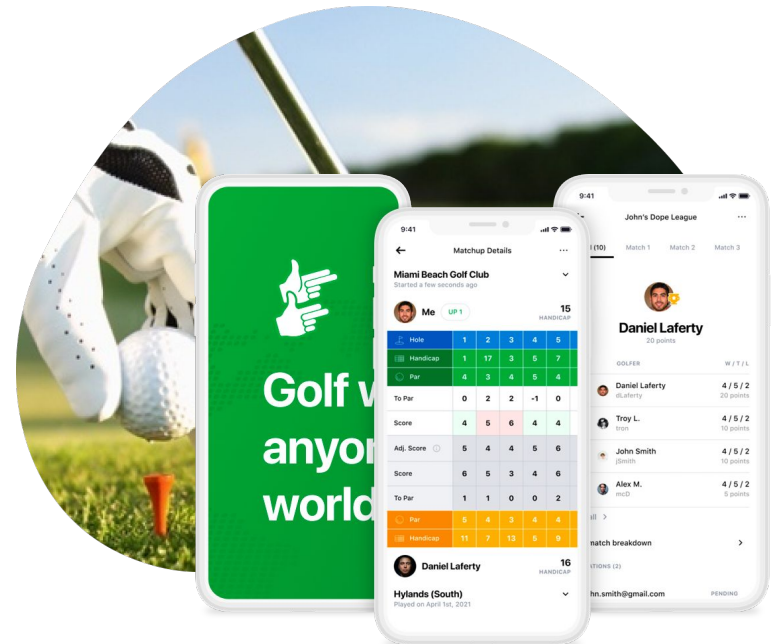 Golf
anyo
world
9:41
Matchup Details
Miami Beach Golf Club
Started a few seconds ago
Me UP 1 15
HANDICAP
Hole 1 2 3 4 5
Handicap 1 17 3 5 7
Par 4 3 4 5 4
To Par 0 2 2 -1 0
Score 4 5 6 4 4
Adj. Score 5 4 4 5 6
Score 6 5 3 4 6
To Par 1 1 0 0 2
Par 5 4 3 4 4
Handicap 11 7 13 5 9
Daniel Laferty 16
HANDICAP
Hylands (South)
Played on April 1st, 2021
9:41
John's Dope League
(10) Match 1 Match 2 Match 3
Daniel Laferty
20 points
GOLFER W / T / L
Daniel Laferty 4 / 5 / 2
dLaferty 20 points
Troy L. 4 / 5 / 2
tron 10 points
John Smith 4 / 5 / 2
jSmith 10 points
Alex M. 4 / 5 / 2
mcD 5 points
all >
match breakdown >
ATIONS (2)
hn.smith@gmail.com PENDING